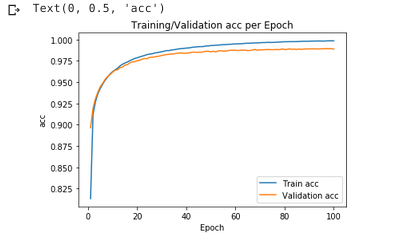 Text(0, 0.5, 'acc')
Training/Validation acc per Epoch
1.000
0.975
0.950
0.925
0.900
0.875
0.850
0.825
acc
0 20 40 60 80 100
Epoch
Train acc
Validation acc